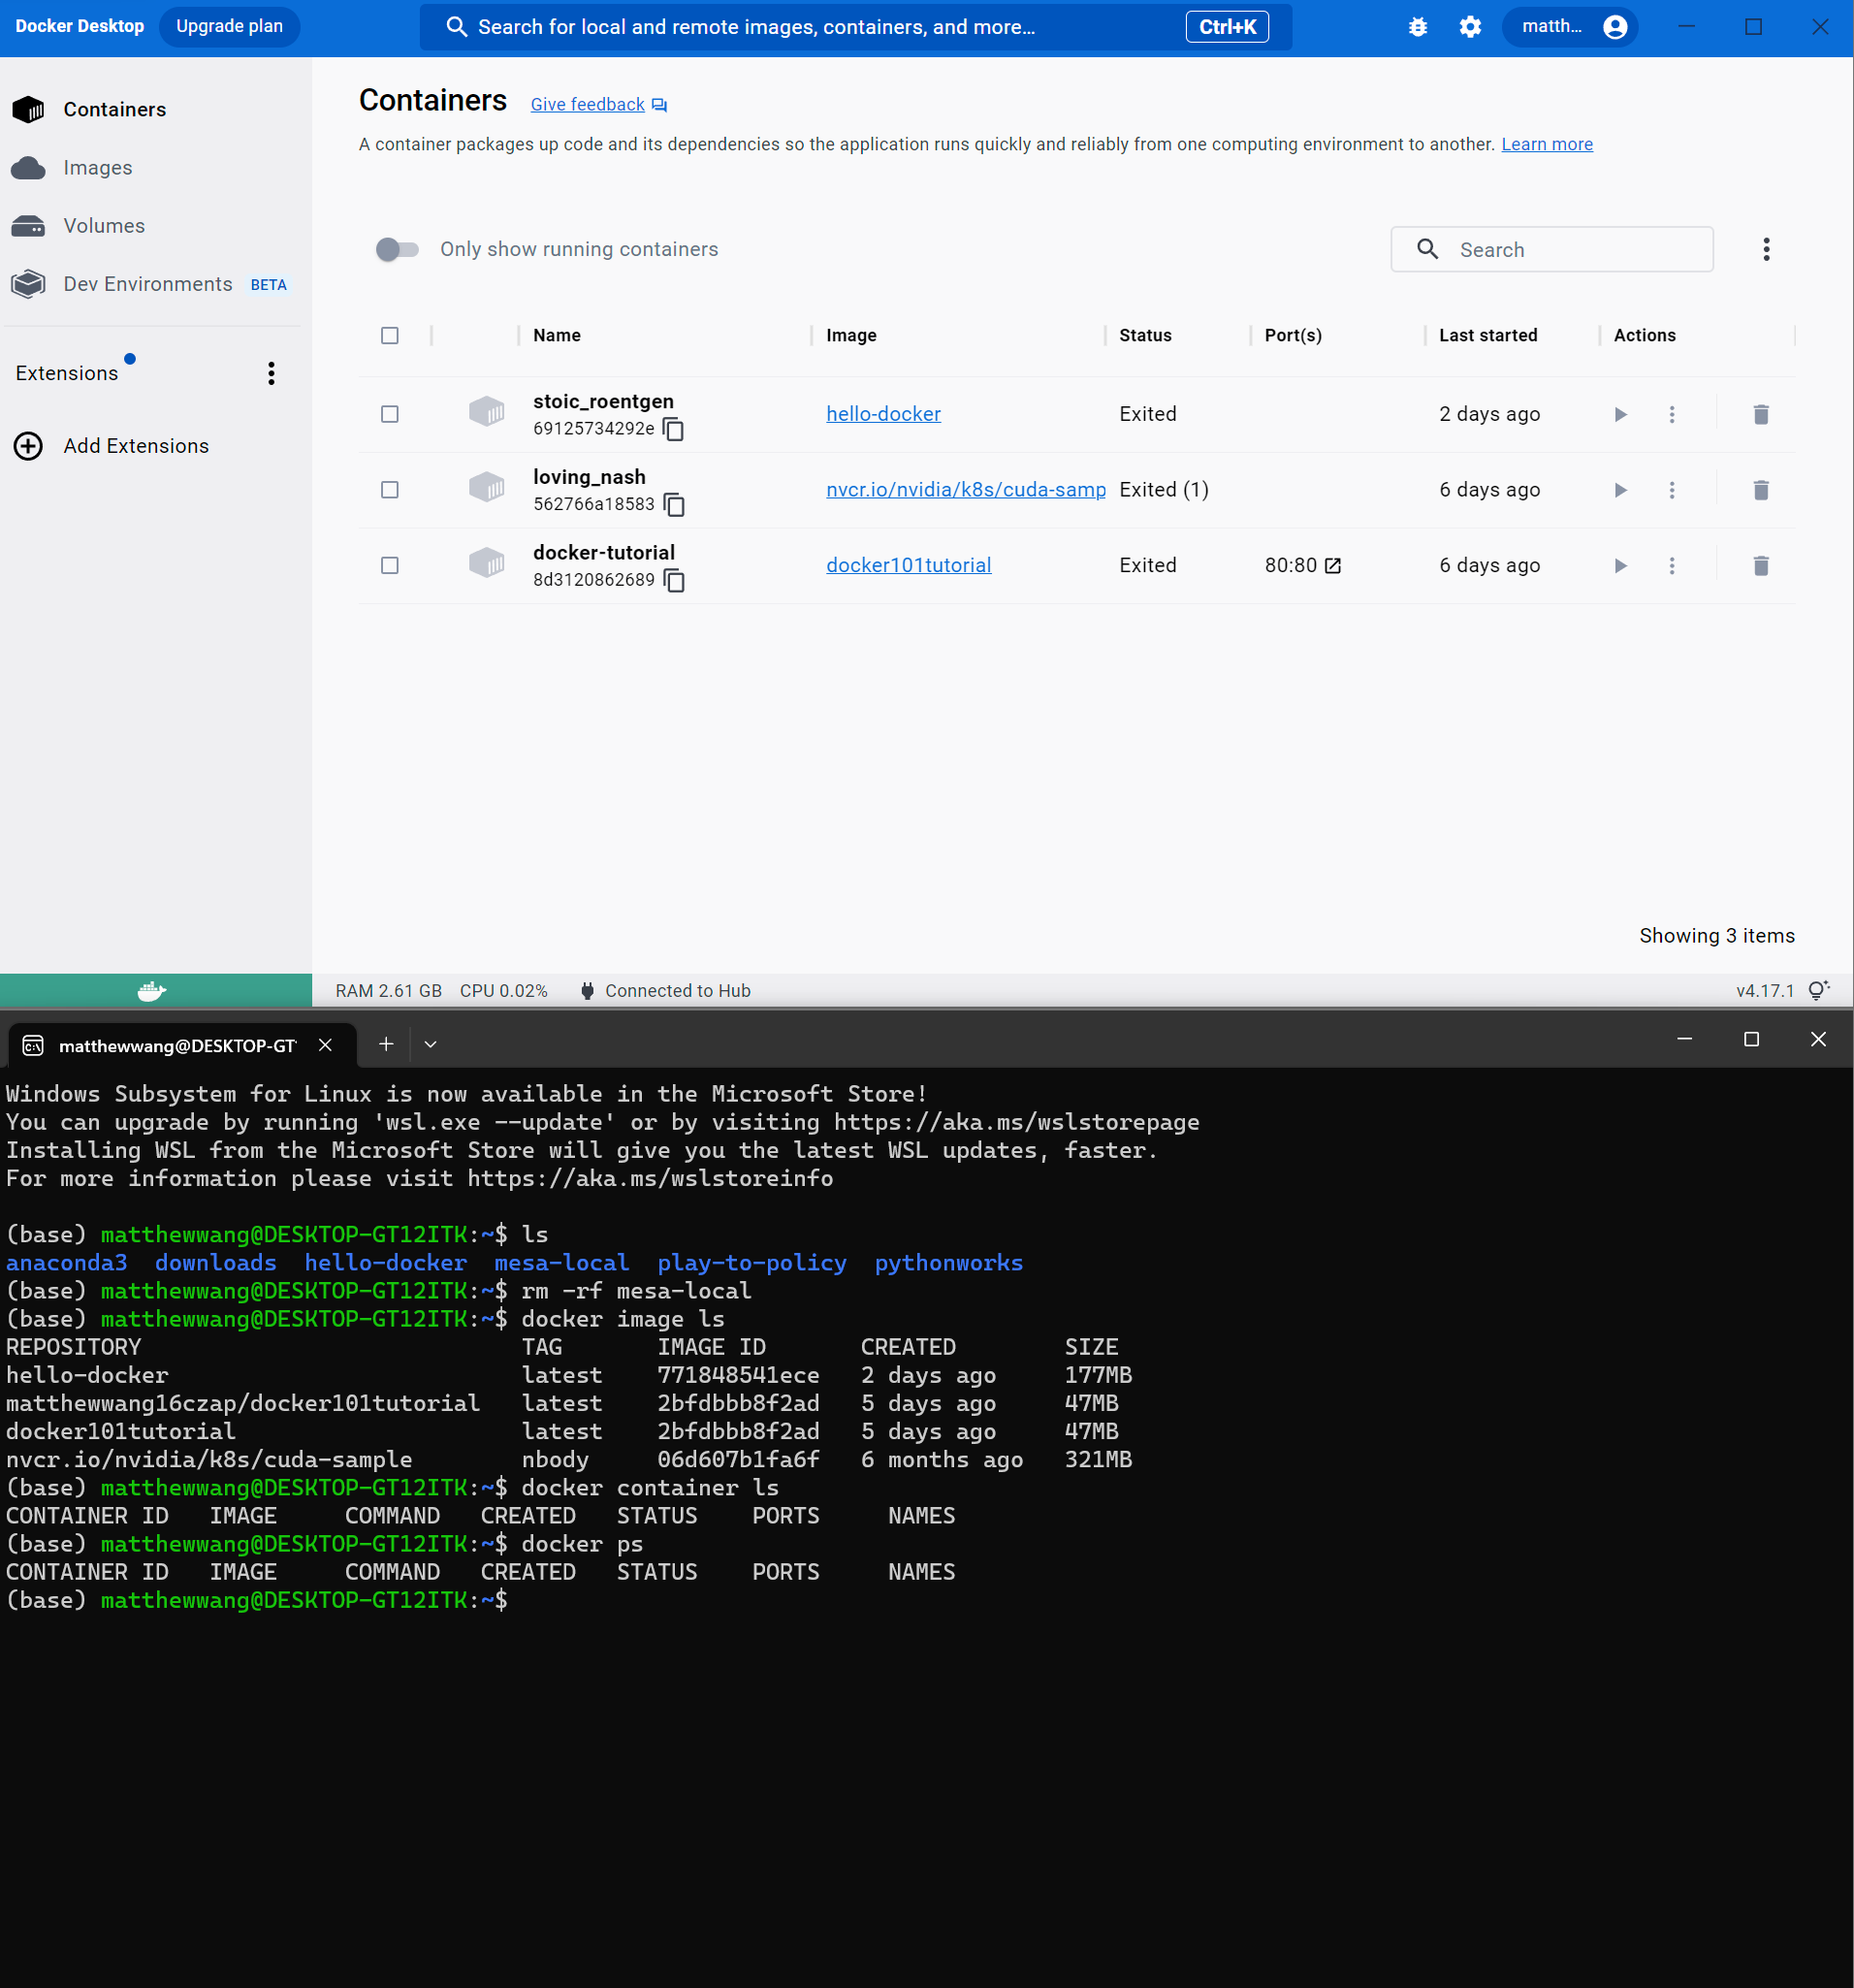 Docker Desktop Upgrade plan Search for local and remote images, containers, and more... Ctrl+K matth...
Containers
Images
Volumes
Dev Environments BETA
Extensions
Add Extensions
Containers Give feedback
A container packages up code and its dependencies so the application runs quickly and reliably from one computing environment to another. Learn more
Only show running containers Search
Name Image Status Port(s) Last started Actions
stoic_roentgen
69125734292e hello-docker Exited 2 days ago
loving_nash
562766a18583 nvcr.io/nvidia/k8s/cuda-samp Exited (1) 6 days ago
docker-tutorial
8d3120862689 docker101tutorial Exited 80:80 6 days ago
Showing 3 items
RAM 2.61 GB CPU 0.02% Connected to Hub v4.17.1
matthewwang@DESKTOP-GT
Windows Subsystem for Linux is now available in the Microsoft Store!
You can upgrade by running 'wsl.exe --update' or by visiting https://aka.ms/wslstorepage
Installing WSL from the Microsoft Store will give you the latest WSL updates, faster.
For more information please visit https://aka.ms/wslstoreinfo
(base) matthewwang@DESKTOP-GT12ITK:~$ ls
anaconda3 downloads hello-docker mesa-local play-to-policy pythonworks
(base) matthewwang@DESKTOP-GT12ITK:~$ rm -rf mesa-local
(base) matthewwang@DESKTOP-GT12ITK:~$ docker image ls
REPOSITORY TAG IMAGE ID CREATED SIZE
hello-docker latest 771848541ece 2 days ago 177MB
matthewwang16czap/docker101tutorial latest 2bfdbbb8f2ad 5 days ago 47MB
docker101tutorial latest 2bfdbbb8f2ad 5 days ago 47MB
nvcr.io/nvidia/k8s/cuda-sample nbody 06d607b1fa6f 6 months ago 321MB
(base) matthewwang@DESKTOP-GT12ITK:~$ docker container ls
CONTAINER ID IMAGE COMMAND CREATED STATUS PORTS NAMES
(base) matthewwang@DESKTOP-GT12ITK:~$ docker ps
CONTAINER ID IMAGE COMMAND CREATED STATUS PORTS NAMES
(base) matthewwang@DESKTOP-GT12ITK:~$